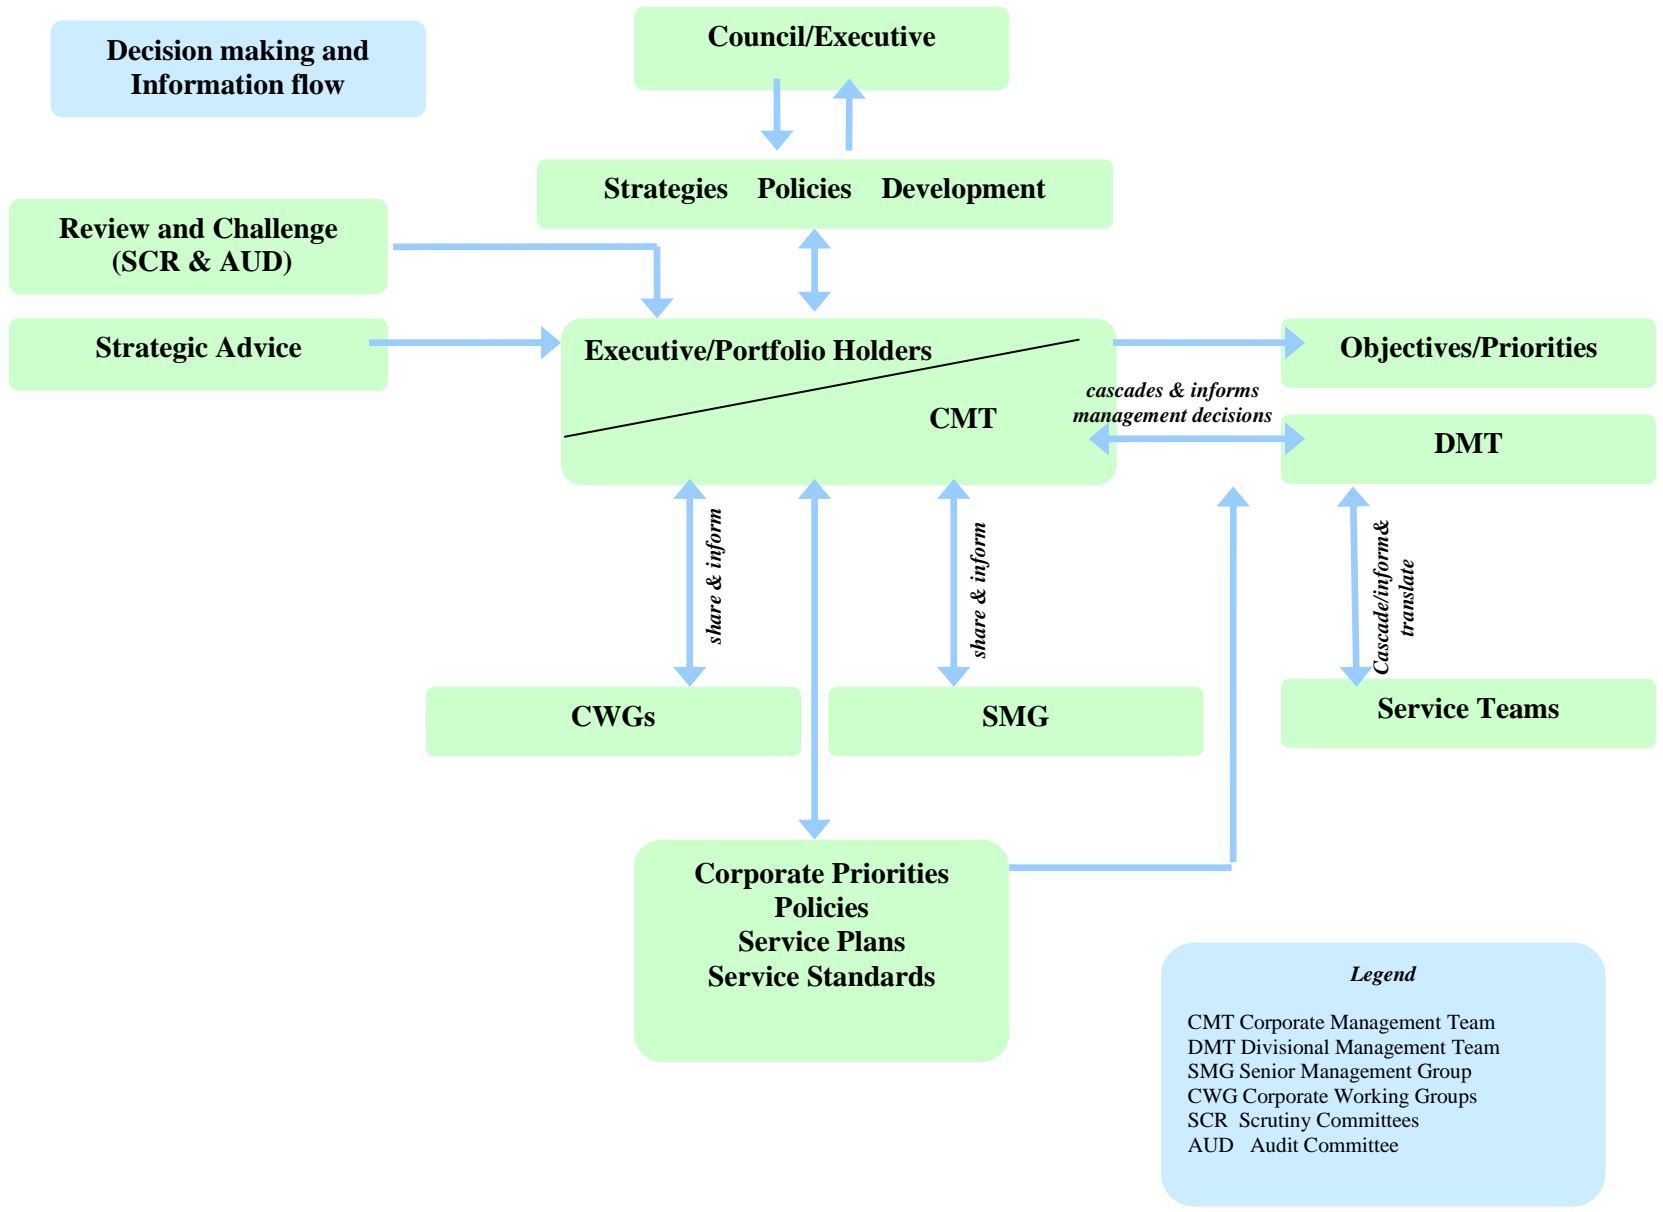 Decision making and
Information flow
Council/Executive
Strategies Policies Development
Review and Challenge
(SCR & AUD)
Strategic Advice
Executive/Portfolio Holders
CMT
Objectives/Priorities
cascades & informs
management decisions
DMT
share & inform
share & inform
Cascade/inform&
translate
CWGs
SMG
Service Teams
Corporate Priorities
Policies
Service Plans
Service Standards
Legend
CMT Corporate Management Team
DMT Divisional Management Team
SMG Senior Management Group
CWG Corporate Working Groups
SCR Scrutiny Committees
AUD Audit Committee